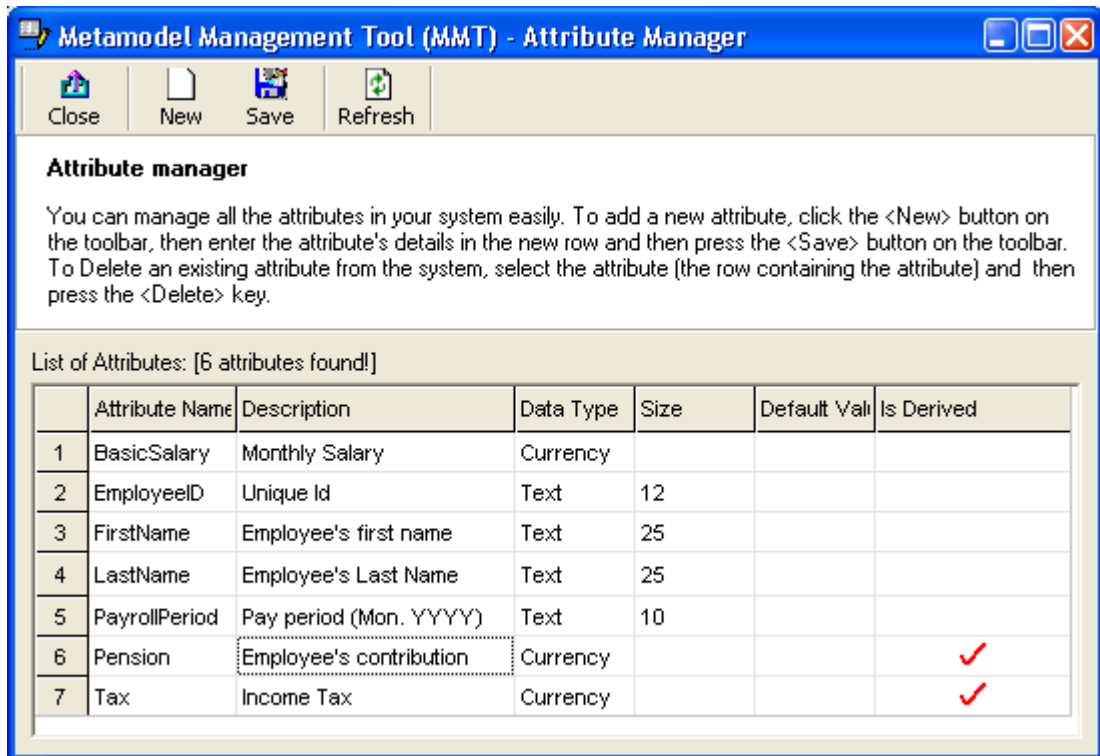 Metamodel Management Tool (MMT) - Attribute Manager
Close New Save Refresh
Attribute manager
You can manage all the attributes in your system easily. To add a new attribute, click the <New> button on
the toolbar, then enter the attribute's details in the new row and then press the <Save> button on the toolbar.
To Delete an existing attribute from the system, select the attribute (the row containing the attribute) and then
press the <Delete> key.
List of Attributes: [6 attributes found!]
Attribute Name Description Data Type Size Default Valu Is Derived
1 BasicSalary Monthly Salary Currency
2 EmployeeID Unique Id Text 12
3 FirstName Employee's first name Text 25
4 LastName Employee's Last Name Text 25
5 PayrollPeriod Pay period (Mon. YYYY) Text 10
6 Pension Employee's contribution Currency
7 Tax Income Tax Currency